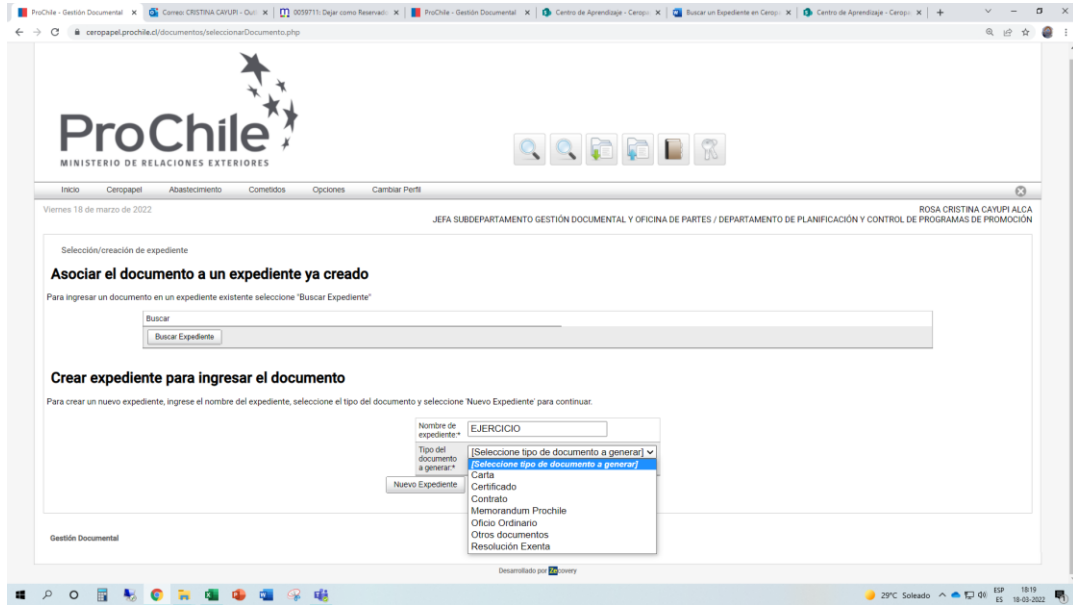 ProChile - Gestión Documental
Correo: CRISTINA CAYUPI - Outl
0059711: Dejar como Reservado
ProChile - Gestión Documental
Centro de Aprendizaje - Ceropa
Buscar un Expediente en Cerop
Centro de Aprendizaje - Ceropa
ceropapel.prochile.cl/documentos/seleccionarDocumento.php
ProChile
MINISTERIO DE RELACIONES EXTERIORES
Inicio Ceropapel Abastecimiento Cometidos Opciones Cambiar Perfil
Viernes 18 de marzo de 2022
ROSA CRISTINA CAYUPI ALCA
JEFA SUBDEPARTAMENTO GESTIÓN DOCUMENTAL Y OFICINA DE PARTES / DEPARTAMENTO DE PLANIFICACIÓN Y CONTROL DE PROGRAMAS DE PROMOCIÓN
Selección/creación de expediente
Asociar el documento a un expediente ya creado
Para ingresar un documento en un expediente existente seleccione "Buscar Expediente"
Buscar
Buscar Expediente
Crear expediente para ingresar el documento
Para crear un nuevo expediente, ingrese el nombre del expediente, seleccione el tipo del documento y seleccione 'Nuevo Expediente' para continuar.
Nombre de
expediente:*
EJERCICIO
Tipo del
documento
a generar:*
[Seleccione tipo de documento a generar]
[Seleccione tipo de documento a generar]
Carta
Certificado
Contrato
Memorandum Prochile
Oficio Ordinario
Otros documentos
Resolución Exenta
Nuevo Expediente
Gestión Documental
Desarrollado por Zecovery
29°C Soleado
ESP
ES
18:19
18-03-2022